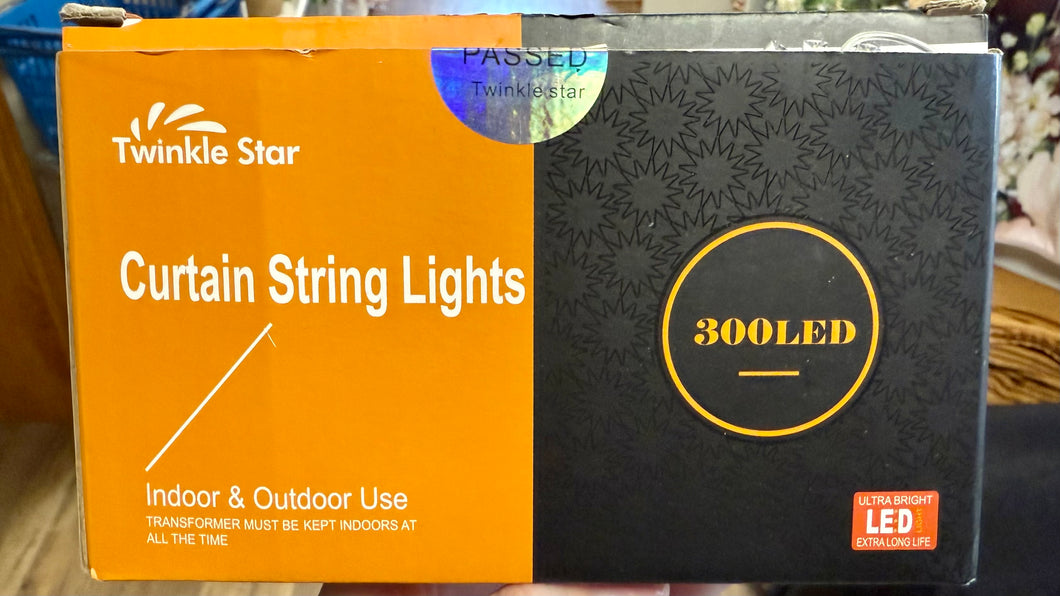 PASSED
Twinkle star
Twinkle Star
Curtain String Lights
300LED
Indoor & Outdoor Use
TRANSFORMER MUST BE KEPT INDOORS AT
ALL THE TIME
ULTRA BRIGHT
LED LIGHT
EXTRA LONG LIFE